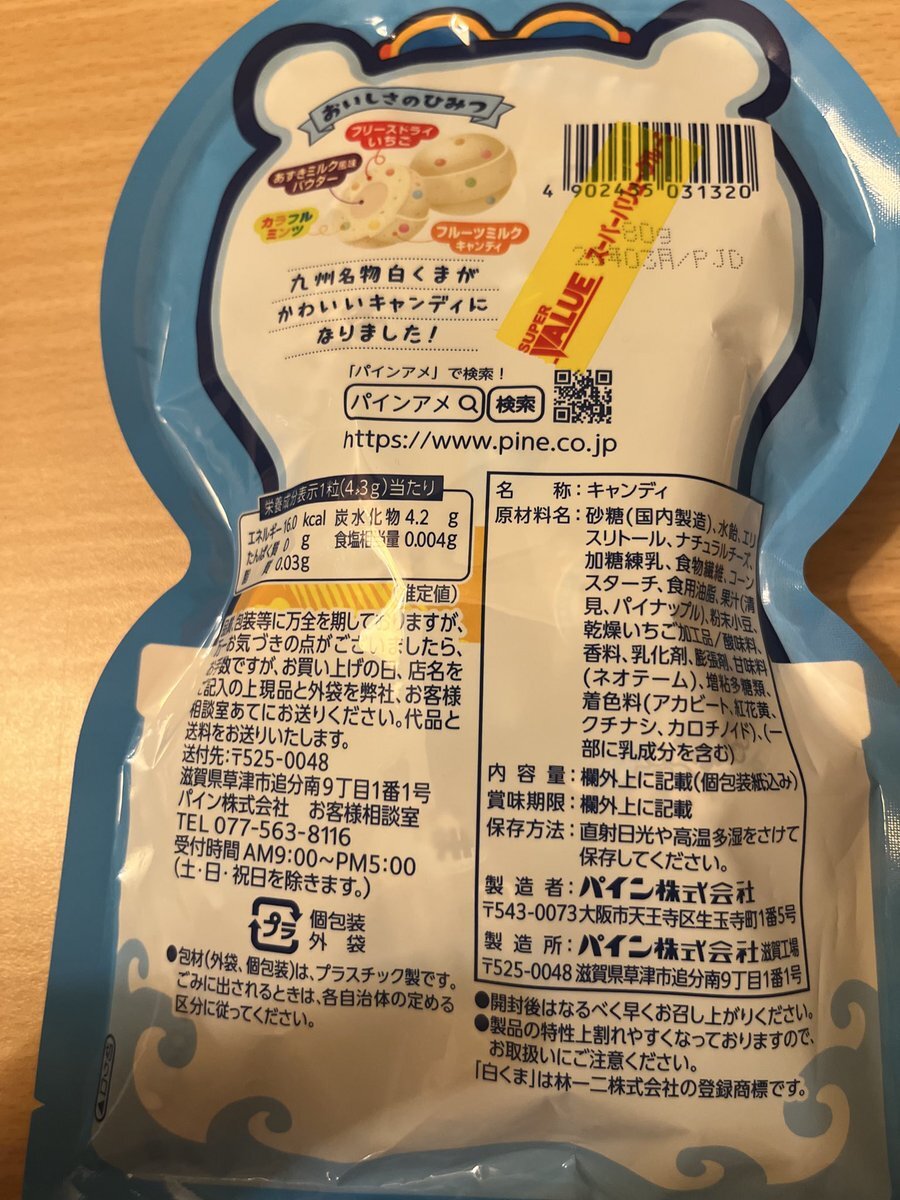 おいしさのひみつ
フリーズドライ
いちご
あずきミルク風味
パウダー
カラフル
ミンツ
フルーツミルク
キャンディ
九州名物白くまが
かわいいキャンディに
なりました!
4 902435 031320
80g
03月/PJD
SUPER
VALUE
スーパーバリュー
「パインアメ」で検索!
パインアメ 検索
https://www.pine.co.jp
栄養成分表示1粒(4.3g)当たり
エネルギー16.0 kcal 炭水化物 4.2 g
たんぱく質 0 g 食塩相当量 0.004g
脂 質 0.03g
推定値)
包装等に万全を期しておりますが、
お気づきの点がございましたら、
お手数ですが、お買い上げの日、店名を
ご記入の上現品と外袋を弊社、お客様
相談室あてにお送りください。代品と
送料をお送りいたします。
送付先:〒525-0048
滋賀県草津市追分南9丁目1番1号
パイン株式会社 お客様相談室
TEL 077-563-8116
受付時間 AM9:00~PM5:00
(土・日・祝日を除きます。)
プラ
個包装
外 袋
●包材(外袋、個包装)は、プラスチック製です。
ごみに出されるときは、各自治体の定める
区分に従ってください。
名 称:キャンディ
原材料名:砂糖(国内製造)、水飴、エリ
スリトール、ナチュラルチーズ、
加糖練乳、食物繊維、コーン
スターチ、食用油脂、果汁(清
見、パイナップル)、粉末小豆、
乾燥いちご加工品/酸味料、
香料、乳化剤、膨張剤、甘味料
(ネオテーム)、増粘多糖類、
着色料(アカビート、紅花黄、
クチナシ、カロチノイド)、(一
部に乳成分を含む)
内 容 量:欄外上に記載(個包装紙込み)
賞味期限:欄外上に記載
保存方法:直射日光や高温多湿をさけて
保存してください。
製 造 者:パイン株式会社
〒543-0073大阪市天王寺区生玉寺町1番5号
製 造 所:パイン株式会社 滋賀工場
〒525-0048 滋賀県草津市追分南9丁目1番1号
●開封後はなるべく早くお召し上がりください。
●製品の特性上割れやすくなっておりますので、
お取扱いにご注意ください。
「白くま」は林一二株式会社の登録商標です。